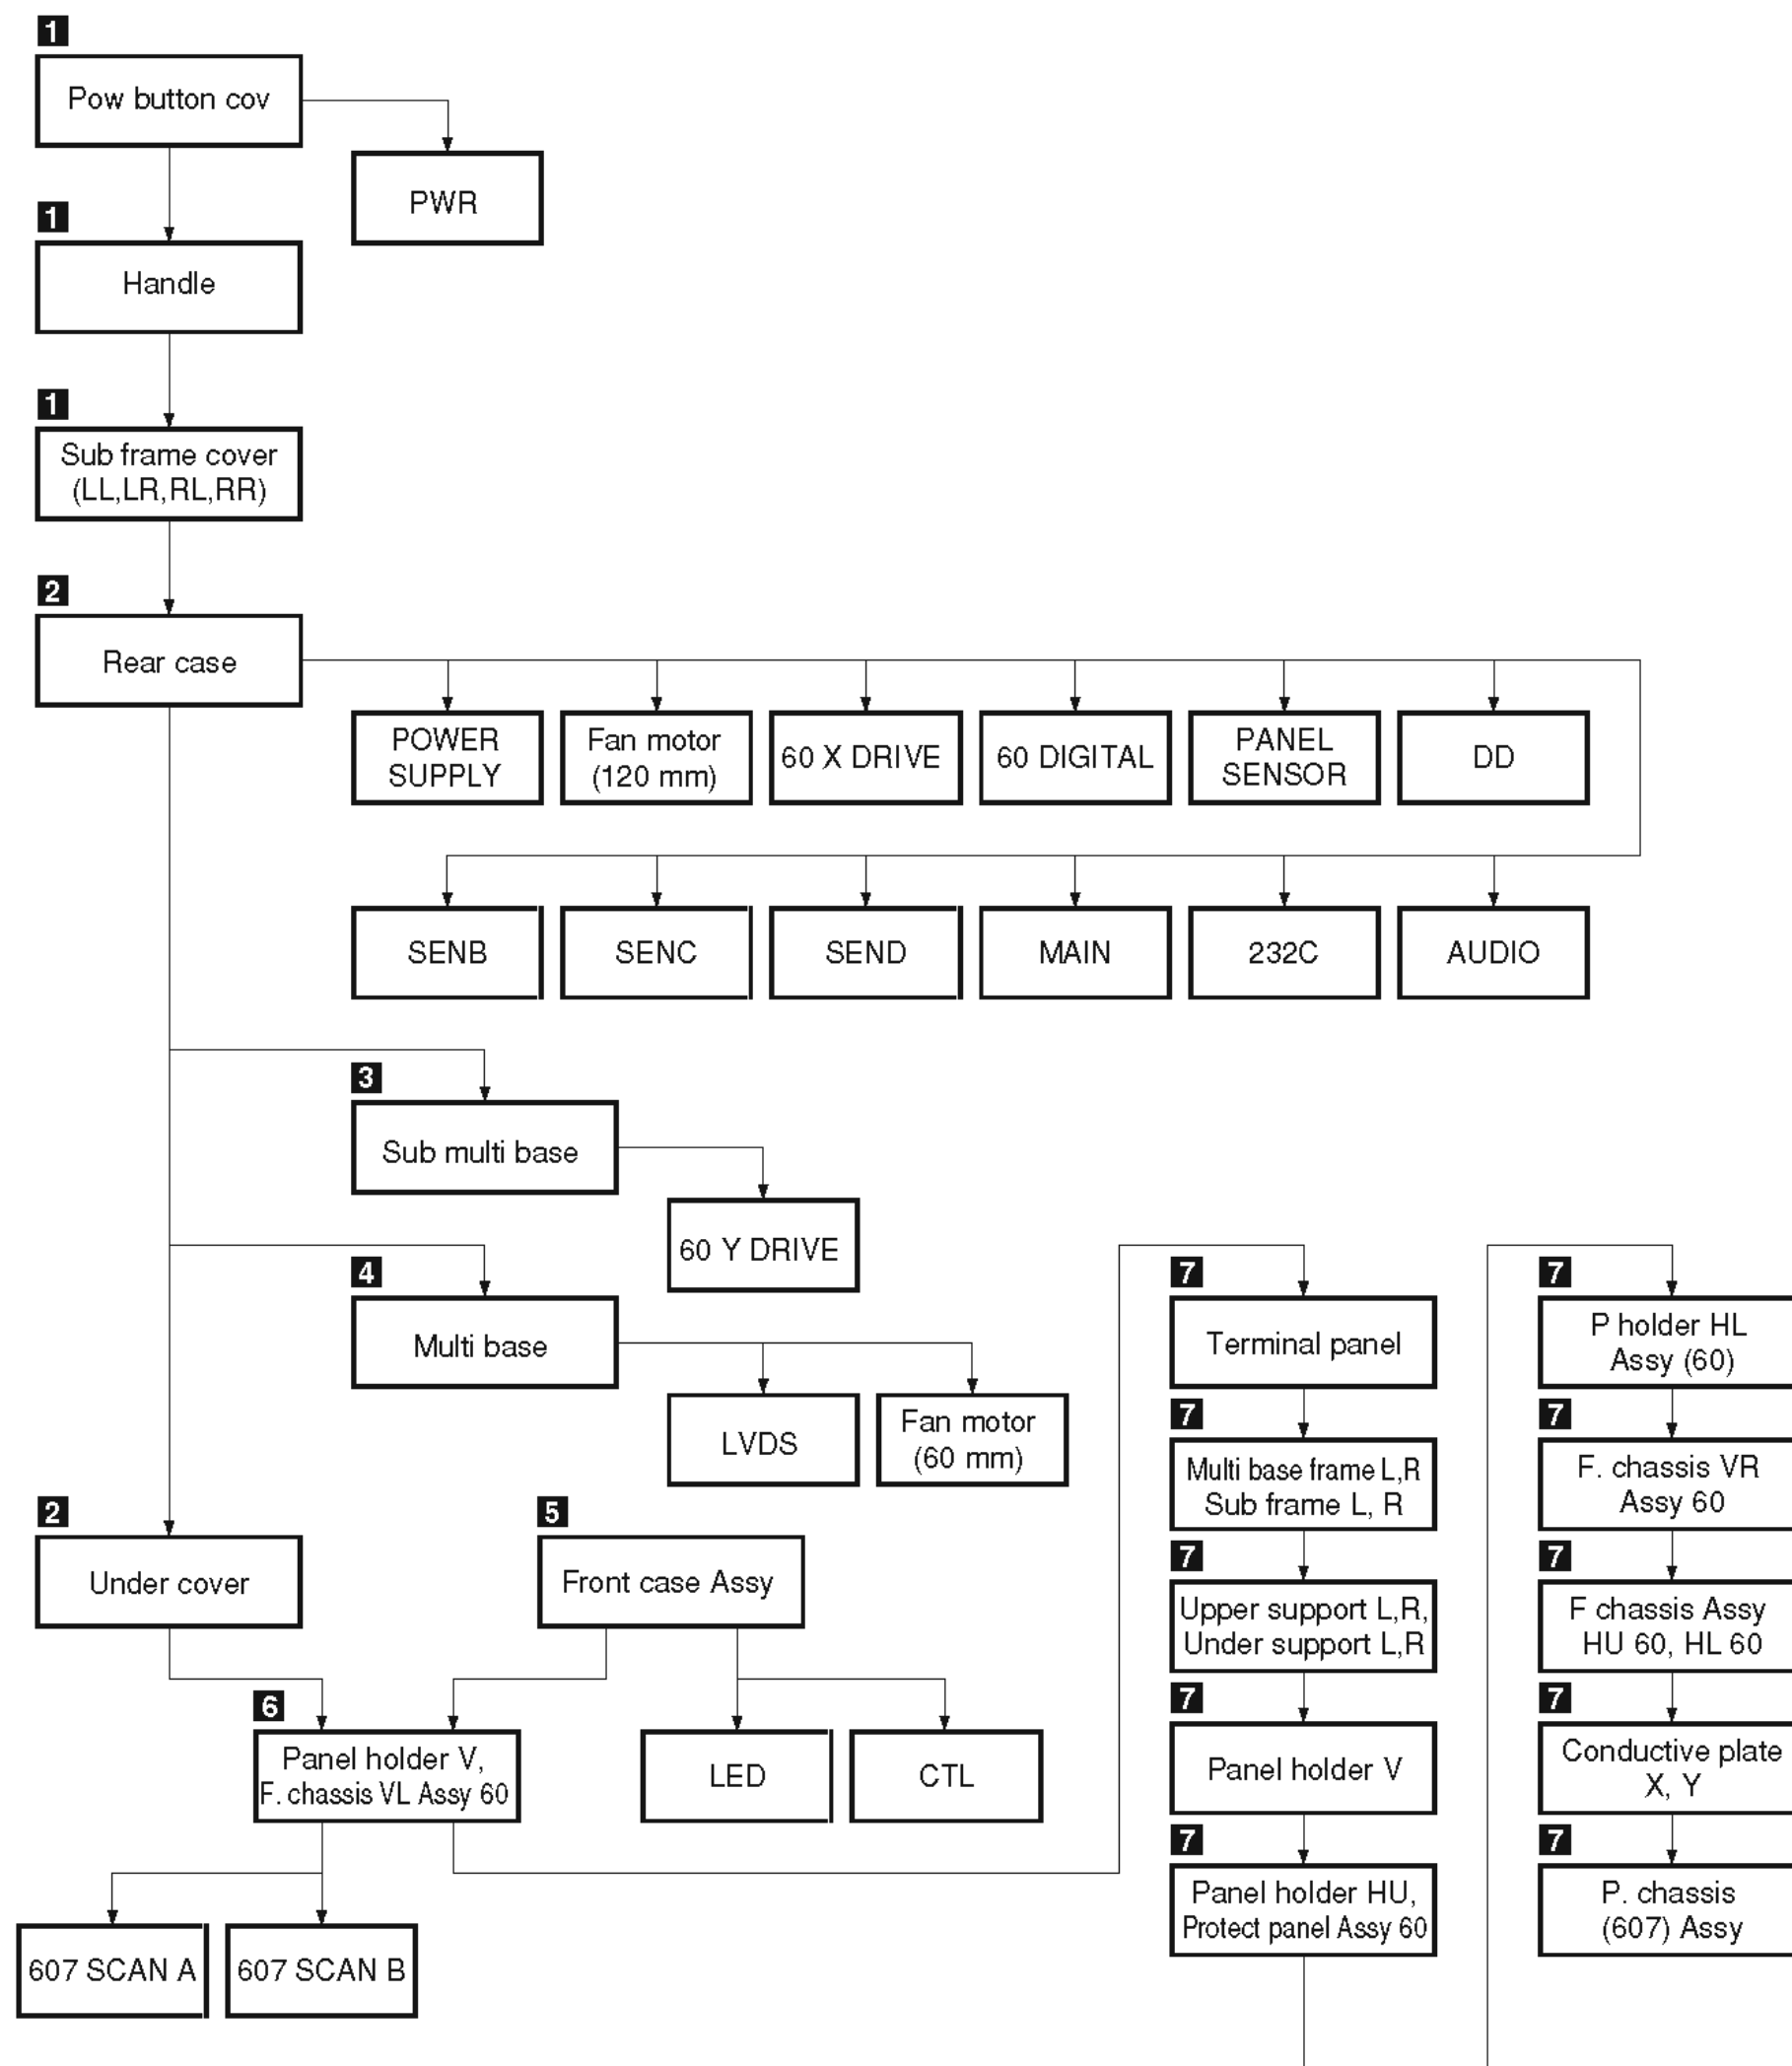 1
Pow button cov
PWR
1
Handle
1
Sub frame cover
(LL,LR,RL,RR)
2
Rear case
POWER
SUPPLY
Fan motor
(120 mm)
60 X DRIVE
60 DIGITAL
PANEL
SENSOR
DD
SENB
SENC
SEND
MAIN
232C
AUDIO
3
Sub multi base
60 Y DRIVE
4
Multi base
LVDS
Fan motor
(60 mm)
2
Under cover
5
Front case Assy
6
Panel holder V,
F. chassis VL Assy 60
LED
CTL
607 SCAN A
607 SCAN B
7
Terminal panel
7
Multi base frame L,R
Sub frame L, R
7
Upper support L,R,
Under support L,R
7
Panel holder V
7
Panel holder HU,
Protect panel Assy 60
7
P holder HL
Assy (60)
7
F. chassis VR
Assy 60
7
F chassis Assy
HU 60, HL 60
7
Conductive plate
X, Y
7
P. chassis
(607) Assy